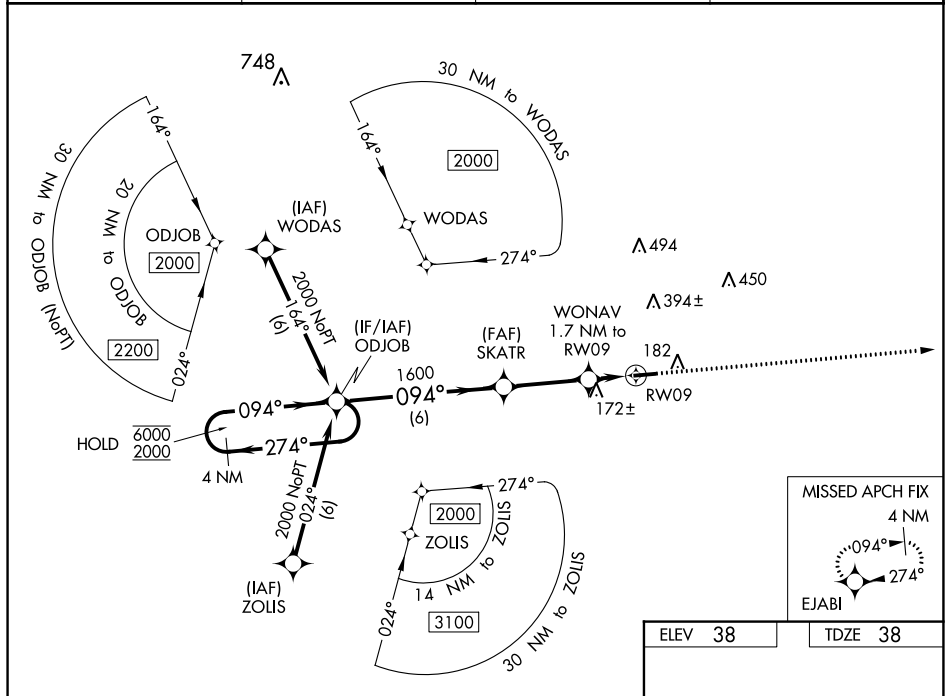 748
30 NM to WODAS
164°
2000
WODAS
274°
164°
30 NM to ODJOB (NoPT)
20 NM to ODJOB
ODJOB
2000
2200
024°
(IAF)
WODAS
2000 NoPT
164°
(6)
494
450
394±
(IF/IAF)
ODJOB
(FAF)
SKATR
WONAV
1.7 NM to
RW09
182
RW09
172±
1600
094°
(6)
094°
274°
HOLD 6000
2000
4 NM
2000 NoPT
024°
(6)
(IAF)
ZOLIS
274°
2000
ZOLIS
14 NM to ZOLIS
024°
3100
30 NM to ZOLIS
MISSED APCH FIX
4 NM
094°
274°
EJABI
ELEV 38
TDZE 38